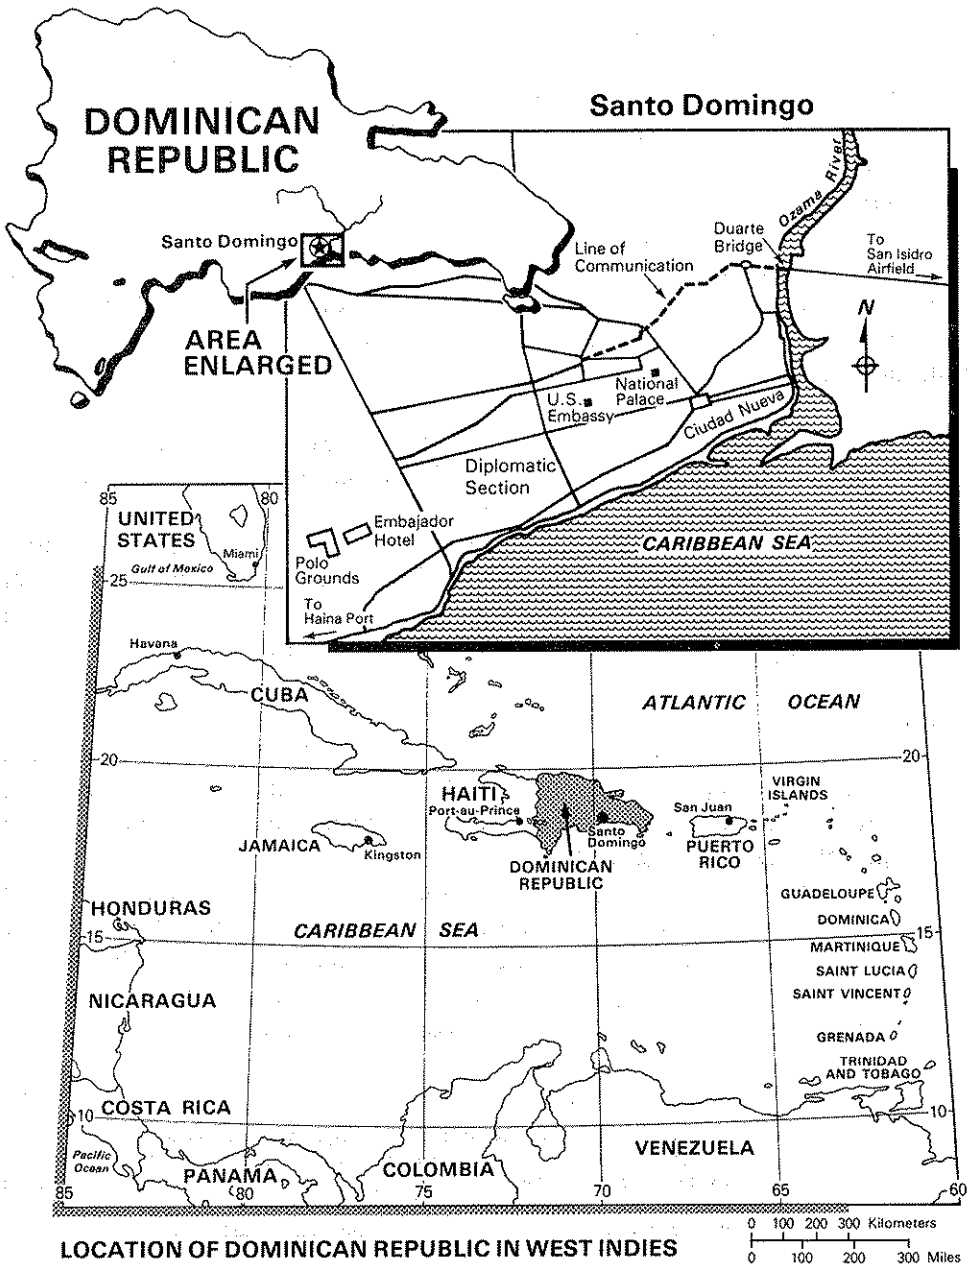 Santo Domingo
DOMINICAN
REPUBLIC
Santo Domingo
AREA
ENLARGED
Ozama River
Duarte
Bridge
Line of
Communication
To
San Isidro
Airfield
N
National
Palace
U.S.
Embassy
Ciudad Nueva
Diplomatic
Section
Embajador
Hotel
Polo
Grounds
To
Haina Port
CARIBBEAN SEA
85
80
UNITED
STATES
Miami
Gulf of Mexico
25
Havana
CUBA
ATLANTIC OCEAN
20
20
HAITI
Port-au-Prince
Santo
Domingo
San Juan
VIRGIN
ISLANDS
JAMAICA
Kingston
PUERTO
RICO
DOMINICAN
REPUBLIC
GUADELOUPE
HONDURAS
DOMINICA
CARIBBEAN SEA
15
15
MARTINIQUE
SAINT LUCIA
NICARAGUA
SAINT VINCENT
GRENADA
TRINIDAD
AND TOBAGO
COSTA RICA
10
10
Pacific
Ocean
PANAMA
COLOMBIA
VENEZUELA
85
80
75
70
65
60
0 100 200 300 Kilometers
0 100 200 300 Miles
LOCATION OF DOMINICAN REPUBLIC IN WEST INDIES